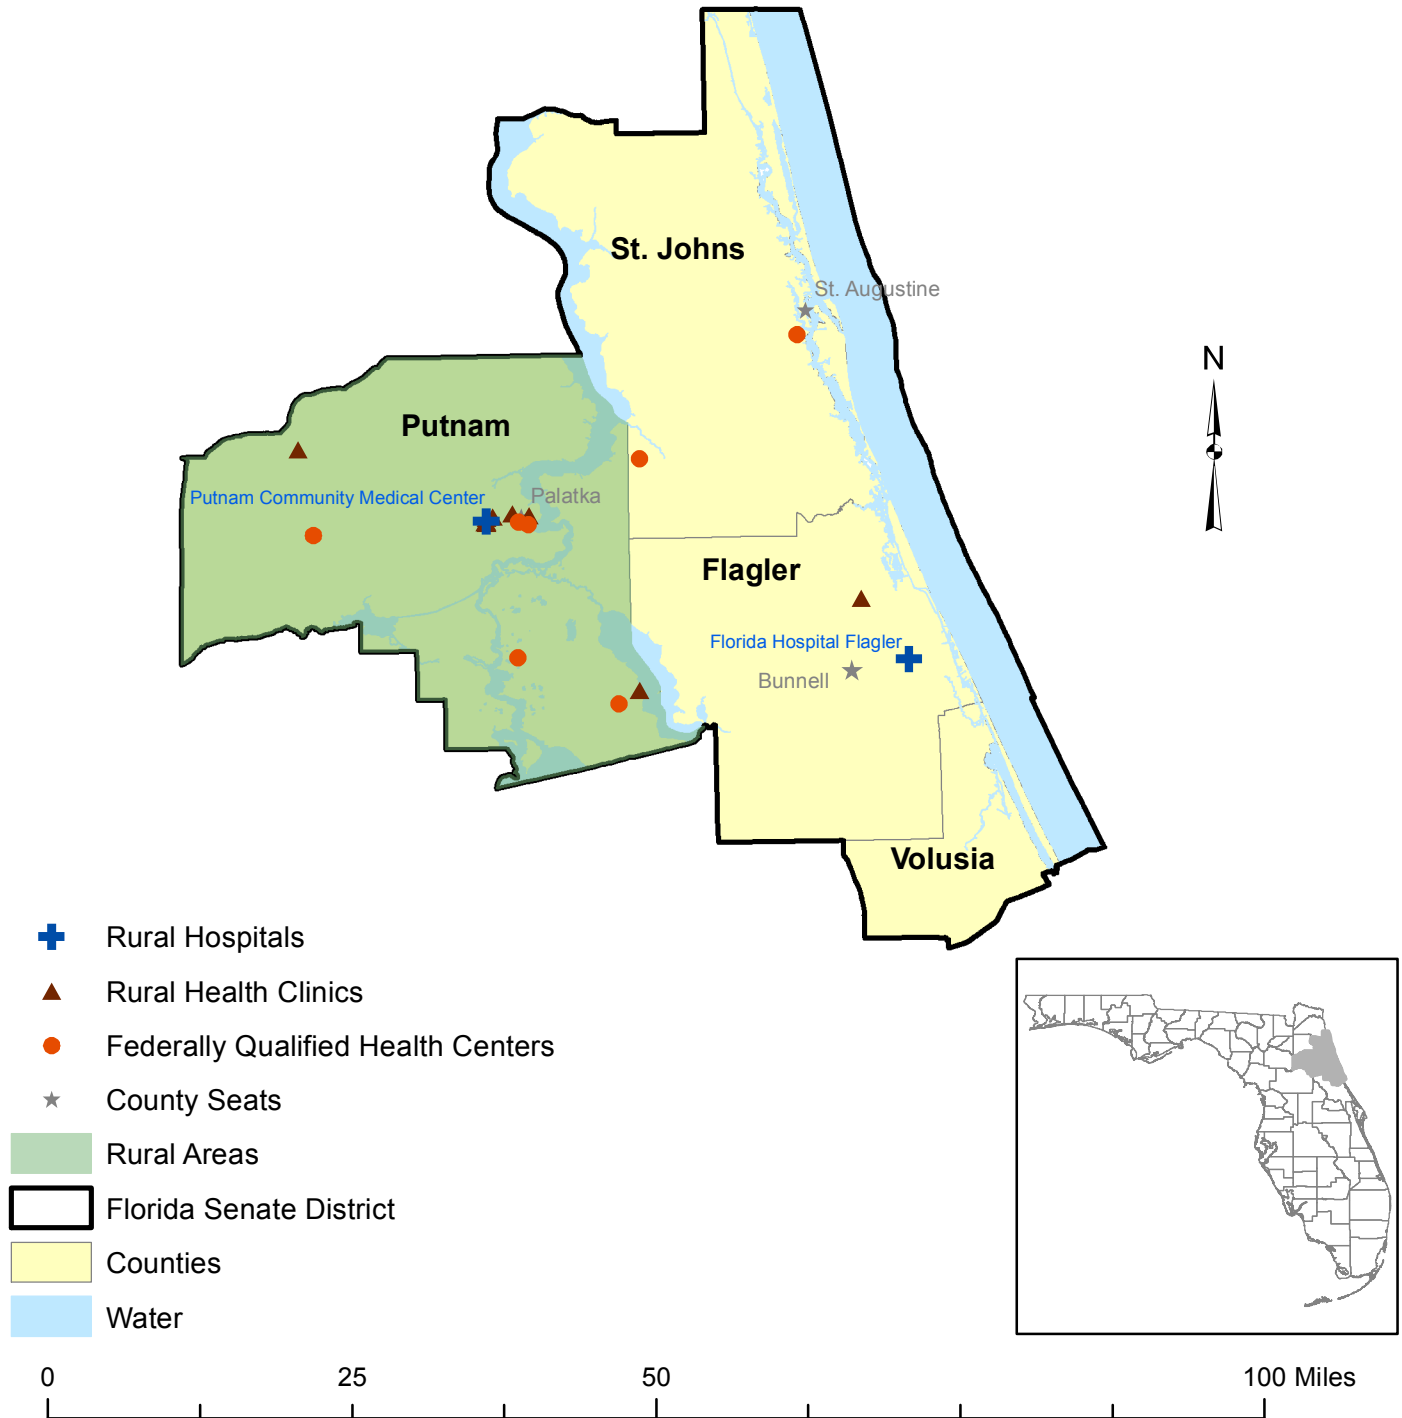 St. Johns
St. Augustine
N
Putnam
Putnam Community Medical Center
Palatka
Flagler
Florida Hospital Flagler
Bunnell
Volusia
Rural Hospitals
Rural Health Clinics
Federally Qualified Health Centers
County Seats
Rural Areas
Florida Senate District
Counties
Water
0 25 50 100 Miles